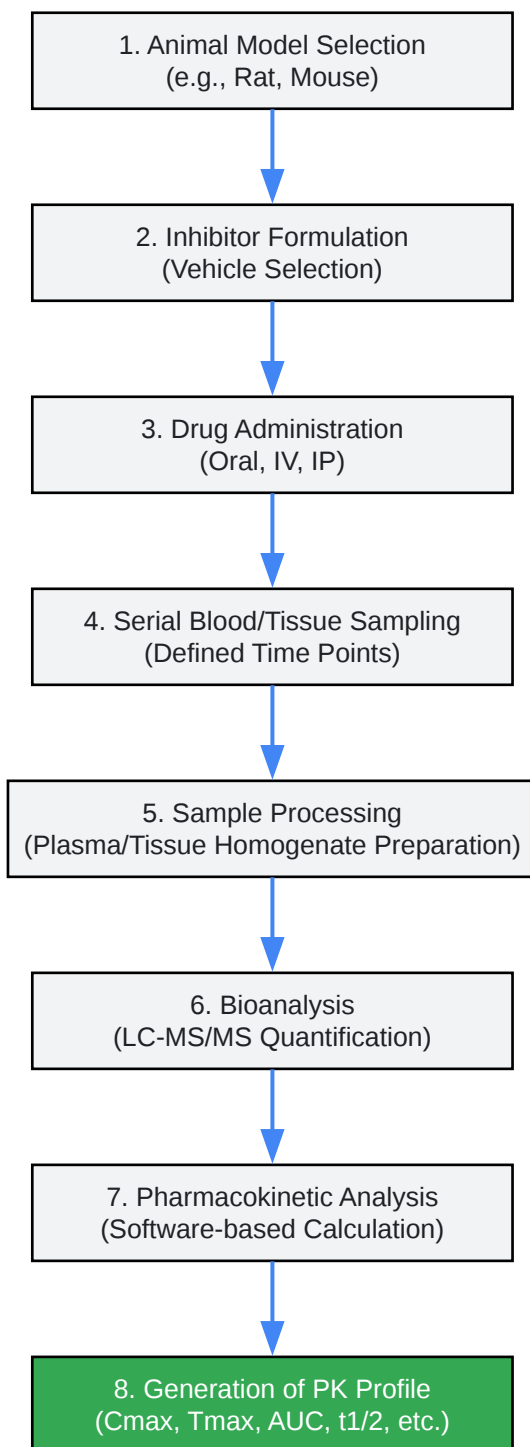 1. Animal Model Selection
(e.g., Rat, Mouse)
2. Inhibitor Formulation
(Vehicle Selection)
3. Drug Administration
(Oral, IV, IP)
4. Serial Blood/Tissue Sampling
(Defined Time Points)
5. Sample Processing
(Plasma/Tissue Homogenate Preparation)
6. Bioanalysis
(LC-MS/MS Quantification)
7. Pharmacokinetic Analysis
(Software-based Calculation)
8. Generation of PK Profile
(Cmax, Tmax, AUC, t1/2, etc.)